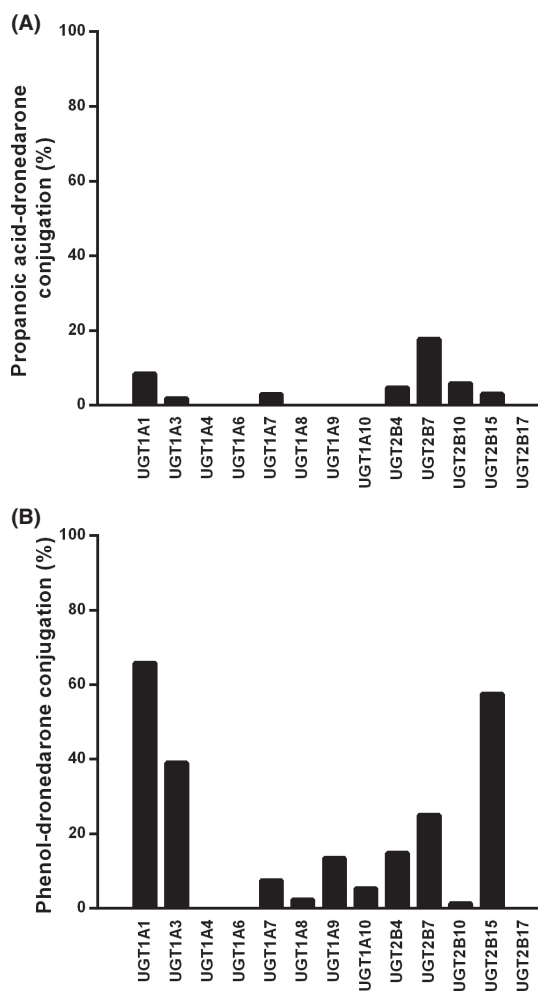 (A)
Propanoic acid-dronedarone
conjugation (%)
100
80
60
40
20
0
UGT1A1
UGT1A3
UGT1A4
UGT1A6
UGT1A7
UGT1A8
UGT1A9
UGT1A10
UGT2B4
UGT2B7
UGT2B10
UGT2B15
UGT2B17
(B)
Phenol-dronedarone conjugation (%)
100
80
60
40
20
0
UGT1A1
UGT1A3
UGT1A4
UGT1A6
UGT1A7
UGT1A8
UGT1A9
UGT1A10
UGT2B4
UGT2B7
UGT2B10
UGT2B15
UGT2B17